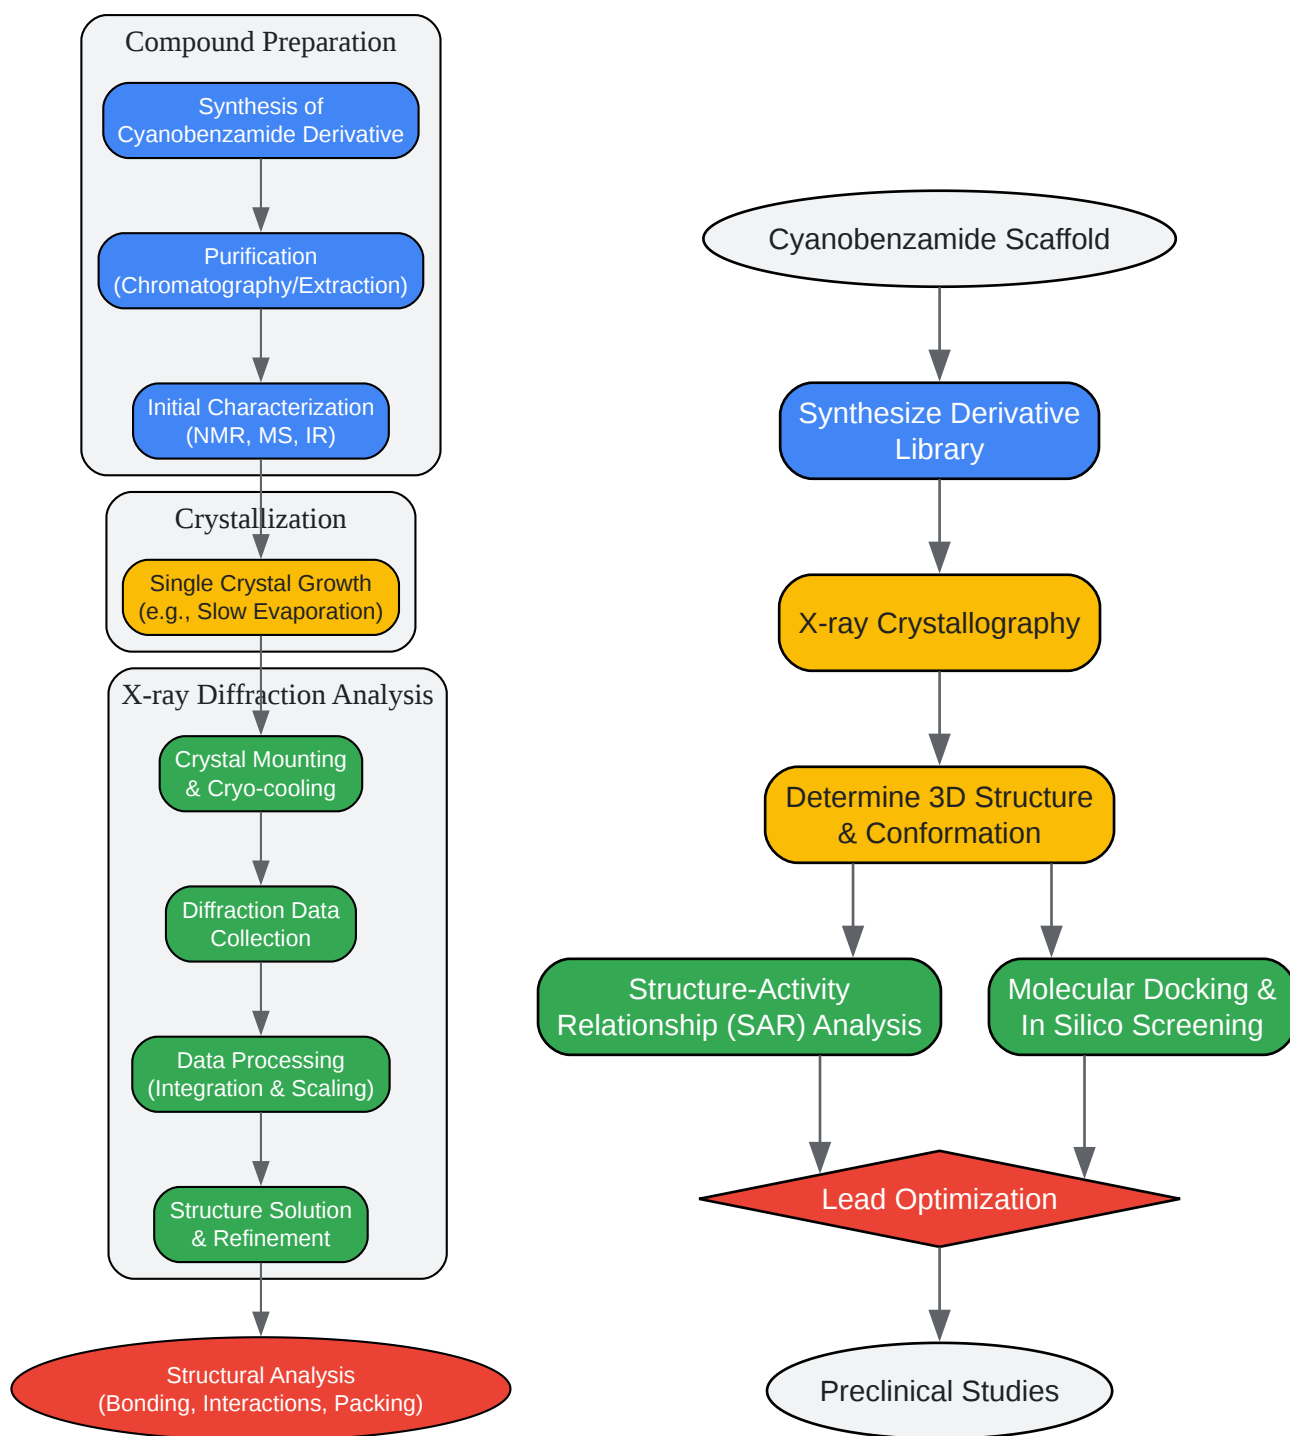 Compound Preparation
Synthesis of
Cyanobenzamide Derivative
Purification
(Chromatography/Extraction)
Initial Characterization
(NMR, MS, IR)
Crystallization
Single Crystal Growth
(e.g., Slow Evaporation)
X-ray Diffraction Analysis
Crystal Mounting
& Cryo-cooling
Diffraction Data
Collection
Data Processing
(Integration & Scaling)
Structure Solution
& Refinement
Structural Analysis
(Bonding, Interactions, Packing)
Cyanobenzamide Scaffold
Synthesize Derivative
Library
X-ray Crystallography
Determine 3D Structure
& Conformation
Structure-Activity
Relationship (SAR) Analysis
Molecular Docking &
In Silico Screening
Lead Optimization
Preclinical Studies